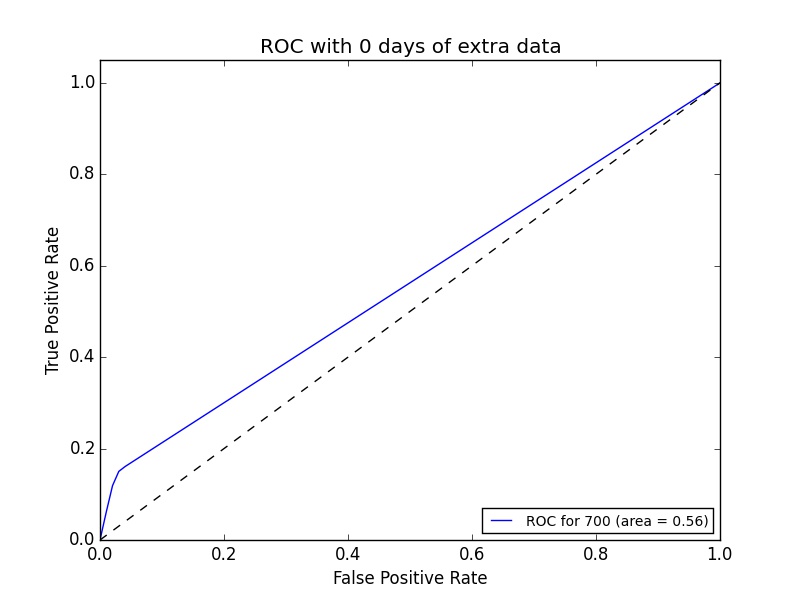 ROC with 0 days of extra data
1.0
0.8
0.6
0.4
0.2
0.0
True Positive Rate
ROC for 700 (area = 0.56)
0.0 0.2 0.4 0.6 0.8 1.0
False Positive Rate